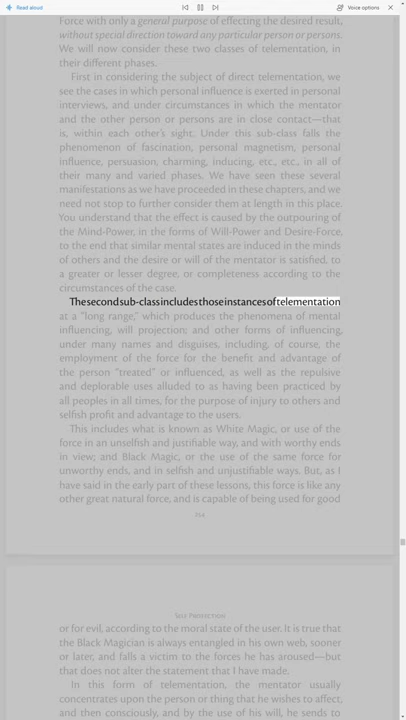 Read aloud
Voice options
Force with only a general purpose of effecting the desired result,
without special direction toward any particular person or persons.
We will now consider these two classes of telementation, in
their different phases.
First in considering the subject of direct telementation, we
see the cases in which personal influence is exerted in personal
interviews, and under circumstances in which the mentator
and the other person or persons are in close contact—that
is, within each other's sight. Under this sub-class falls the
phenomenon of fascination, personal magnetism, personal
influence, persuasion, charming, inducing, etc., etc., in all of
their many and varied phases. We have seen these several
manifestations as we have proceeded in these chapters, and we
need not stop to further consider them at length in this place.
You understand that the effect is caused by the outpouring of
the Mind-Power, in the forms of Will-Power and Desire-Force,
to the end that similar mental states are induced in the minds
of others and the desire or will of the mentator is satisfied, to
a greater or lesser degree, or completeness according to the
circumstances of the case.
The second sub-class includes those instances of telementation
at a "long range," which produces the phenomena of mental
influencing, will projection; and other forms of influencing,
under many names and disguises, including, of course, the
employment of the force for the benefit and advantage of
the person "treated" or influenced, as well as the repulsive
and deplorable uses alluded to as having been practiced by
all peoples in all times, for the purpose of injury to others and
selfish profit and advantage to the users.
This includes what is known as White Magic, or use of the
force in an unselfish and justifiable way, and with worthy ends
in view; and Black Magic, or the use of the same force for
unworthy ends, and in selfish and unjustifiable ways. But, as I
have said in the early part of these lessons, this force is like any
other great natural force, and is capable of being used for good
354
Self Protection
or for evil, according to the moral state of the user. It is true that
the Black Magician is always entangled in his own web, sooner
or later, and falls a victim to the forces he has aroused—but
that does not alter the statement that I have made.
In this form of telementation, the mentator usually
concentrates upon the person or thing that he wishes to affect,
and then consciously, and by the use of his will, he sends to